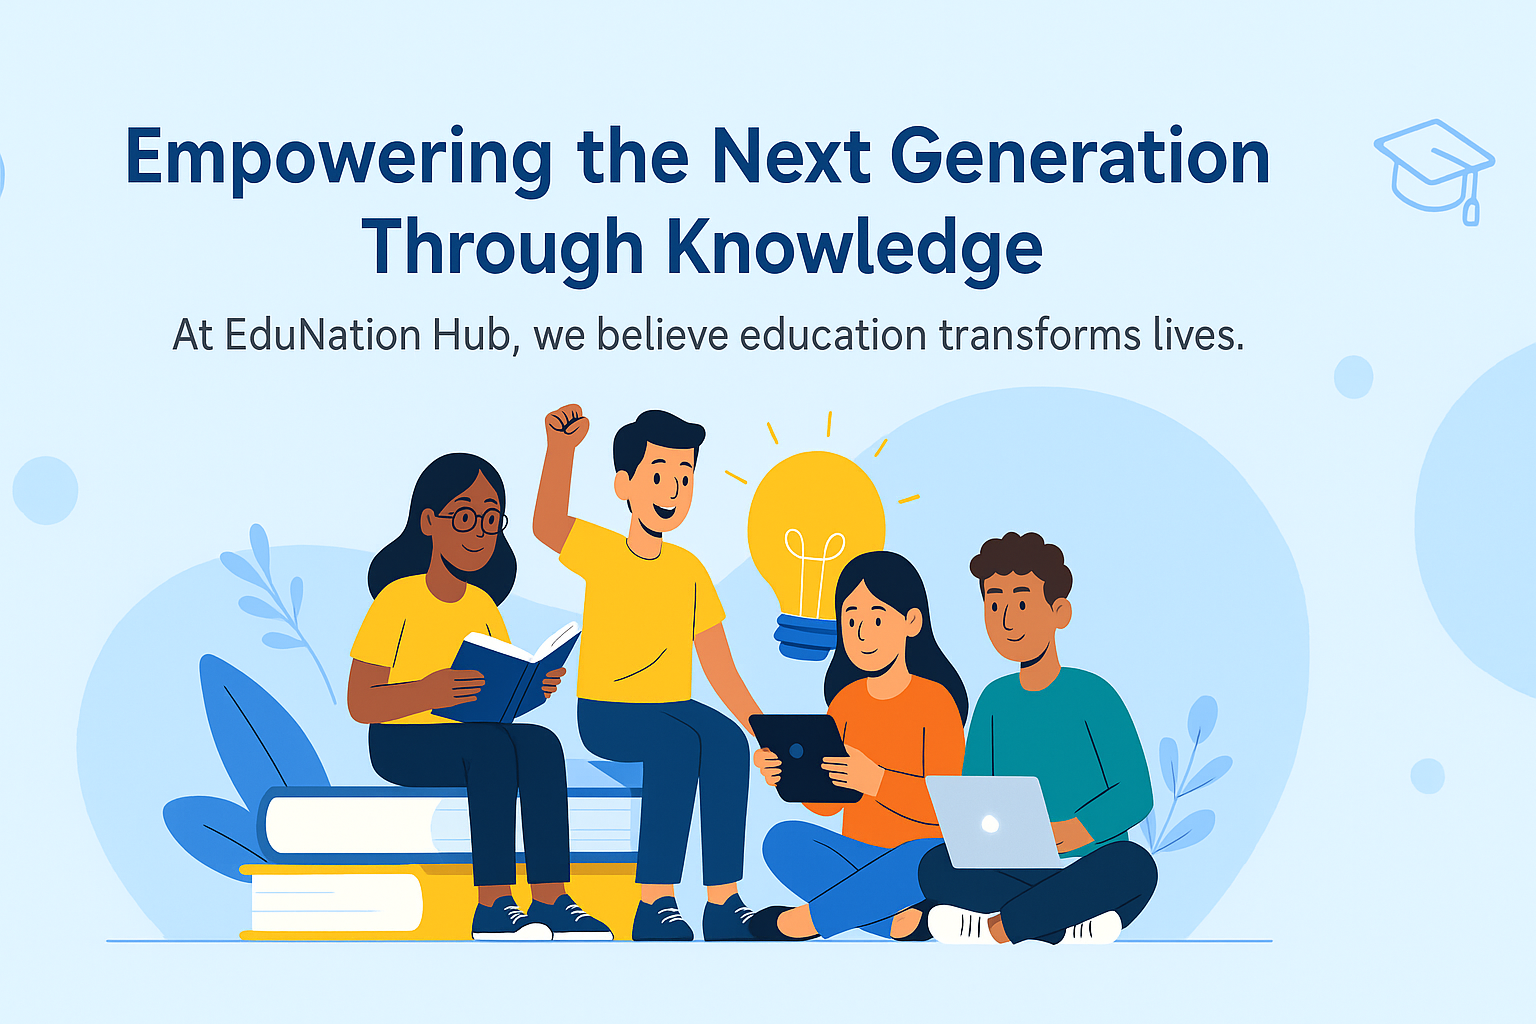 Empowering the Next Generation
Through Knowledge
At EduNation Hub, we believe education transforms lives.